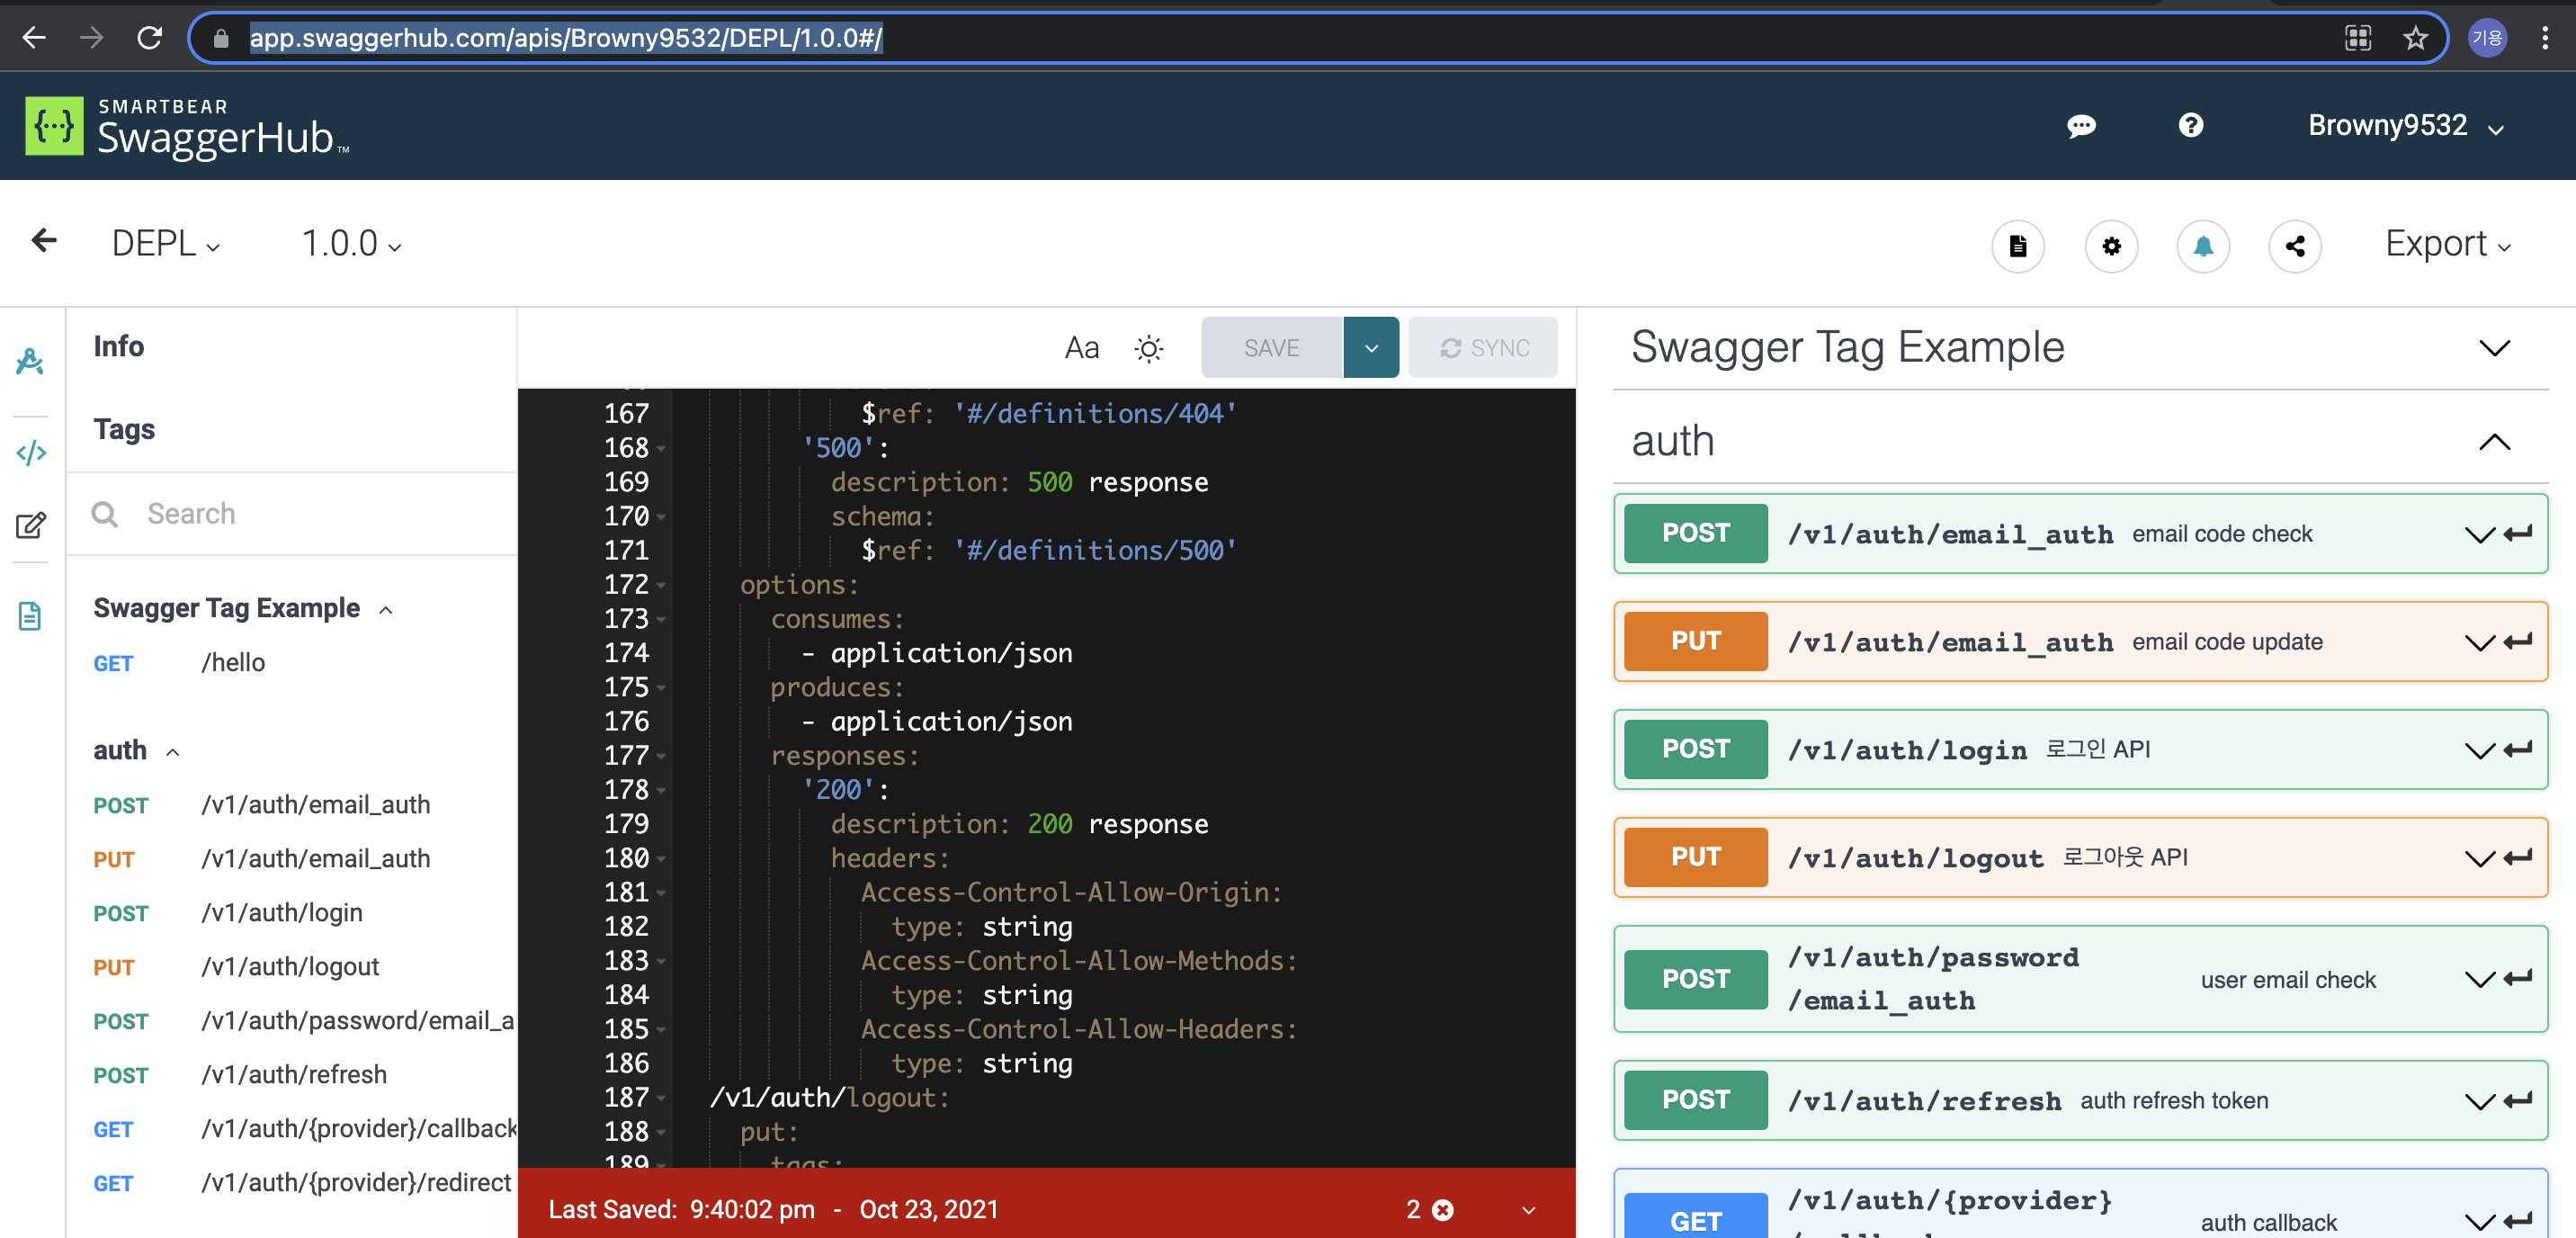 app.swaggerhub.com/apis/Browny9532/DEPL/1.0.0#/
기용
SMARTBEAR
SwaggerHub™
Browny9532
DEPL
1.0.0
Export
Info
Tags
Search
Swagger Tag Example
GET /hello
auth
POST /v1/auth/email_auth
PUT /v1/auth/email_auth
POST /v1/auth/login
PUT /v1/auth/logout
POST /v1/auth/password/email_a
POST /v1/auth/refresh
GET /v1/auth/{provider}/callback
GET /v1/auth/{provider}/redirect
Aa
SAVE
SYNC
167 $ref: '#/definitions/404'
168 '500':
169 description: 500 response
170 schema:
171 $ref: '#/definitions/500'
172 options:
173 consumes:
174 - application/json
175 produces:
176 - application/json
177 responses:
178 '200':
179 description: 200 response
180 headers:
181 Access-Control-Allow-Origin:
182 type: string
183 Access-Control-Allow-Methods:
184 type: string
185 Access-Control-Allow-Headers:
186 type: string
187 /v1/auth/logout:
188 put:
189 tags:
Last Saved: 9:40:02 pm - Oct 23, 2021
2
Swagger Tag Example
auth
POST /v1/auth/email_auth email code check
PUT /v1/auth/email_auth email code update
POST /v1/auth/login 로그인 API
PUT /v1/auth/logout 로그아웃 API
POST /v1/auth/password
/email_auth user email check
POST /v1/auth/refresh auth refresh token
GET /v1/auth/{provider}
auth callback